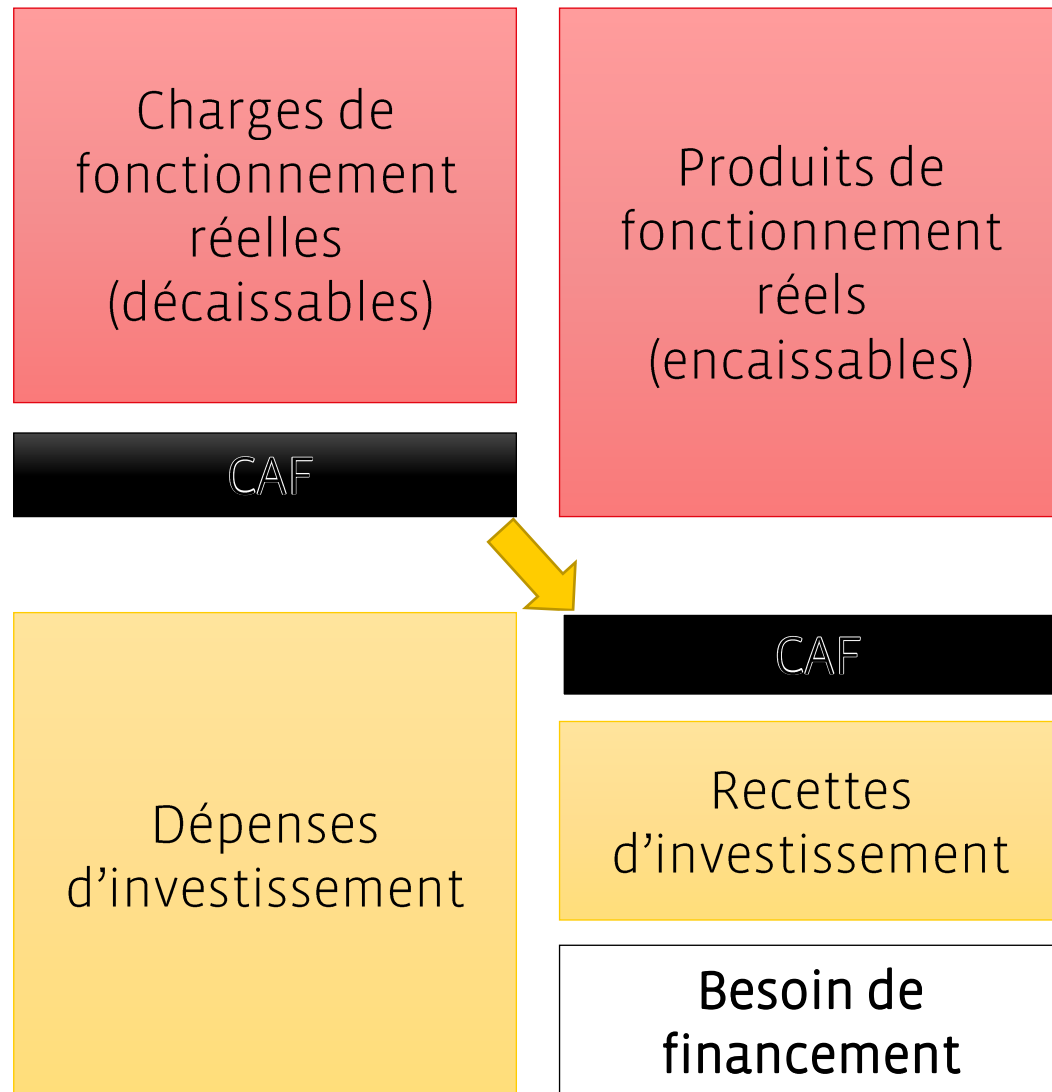 Charges de
fonctionnement
réelles
(décaissables)
Produits de
fonctionnement
réels
(encaissables)
CAF
CAF
Dépenses
d’investissement
Recettes
d’investissement
Besoin de
financement